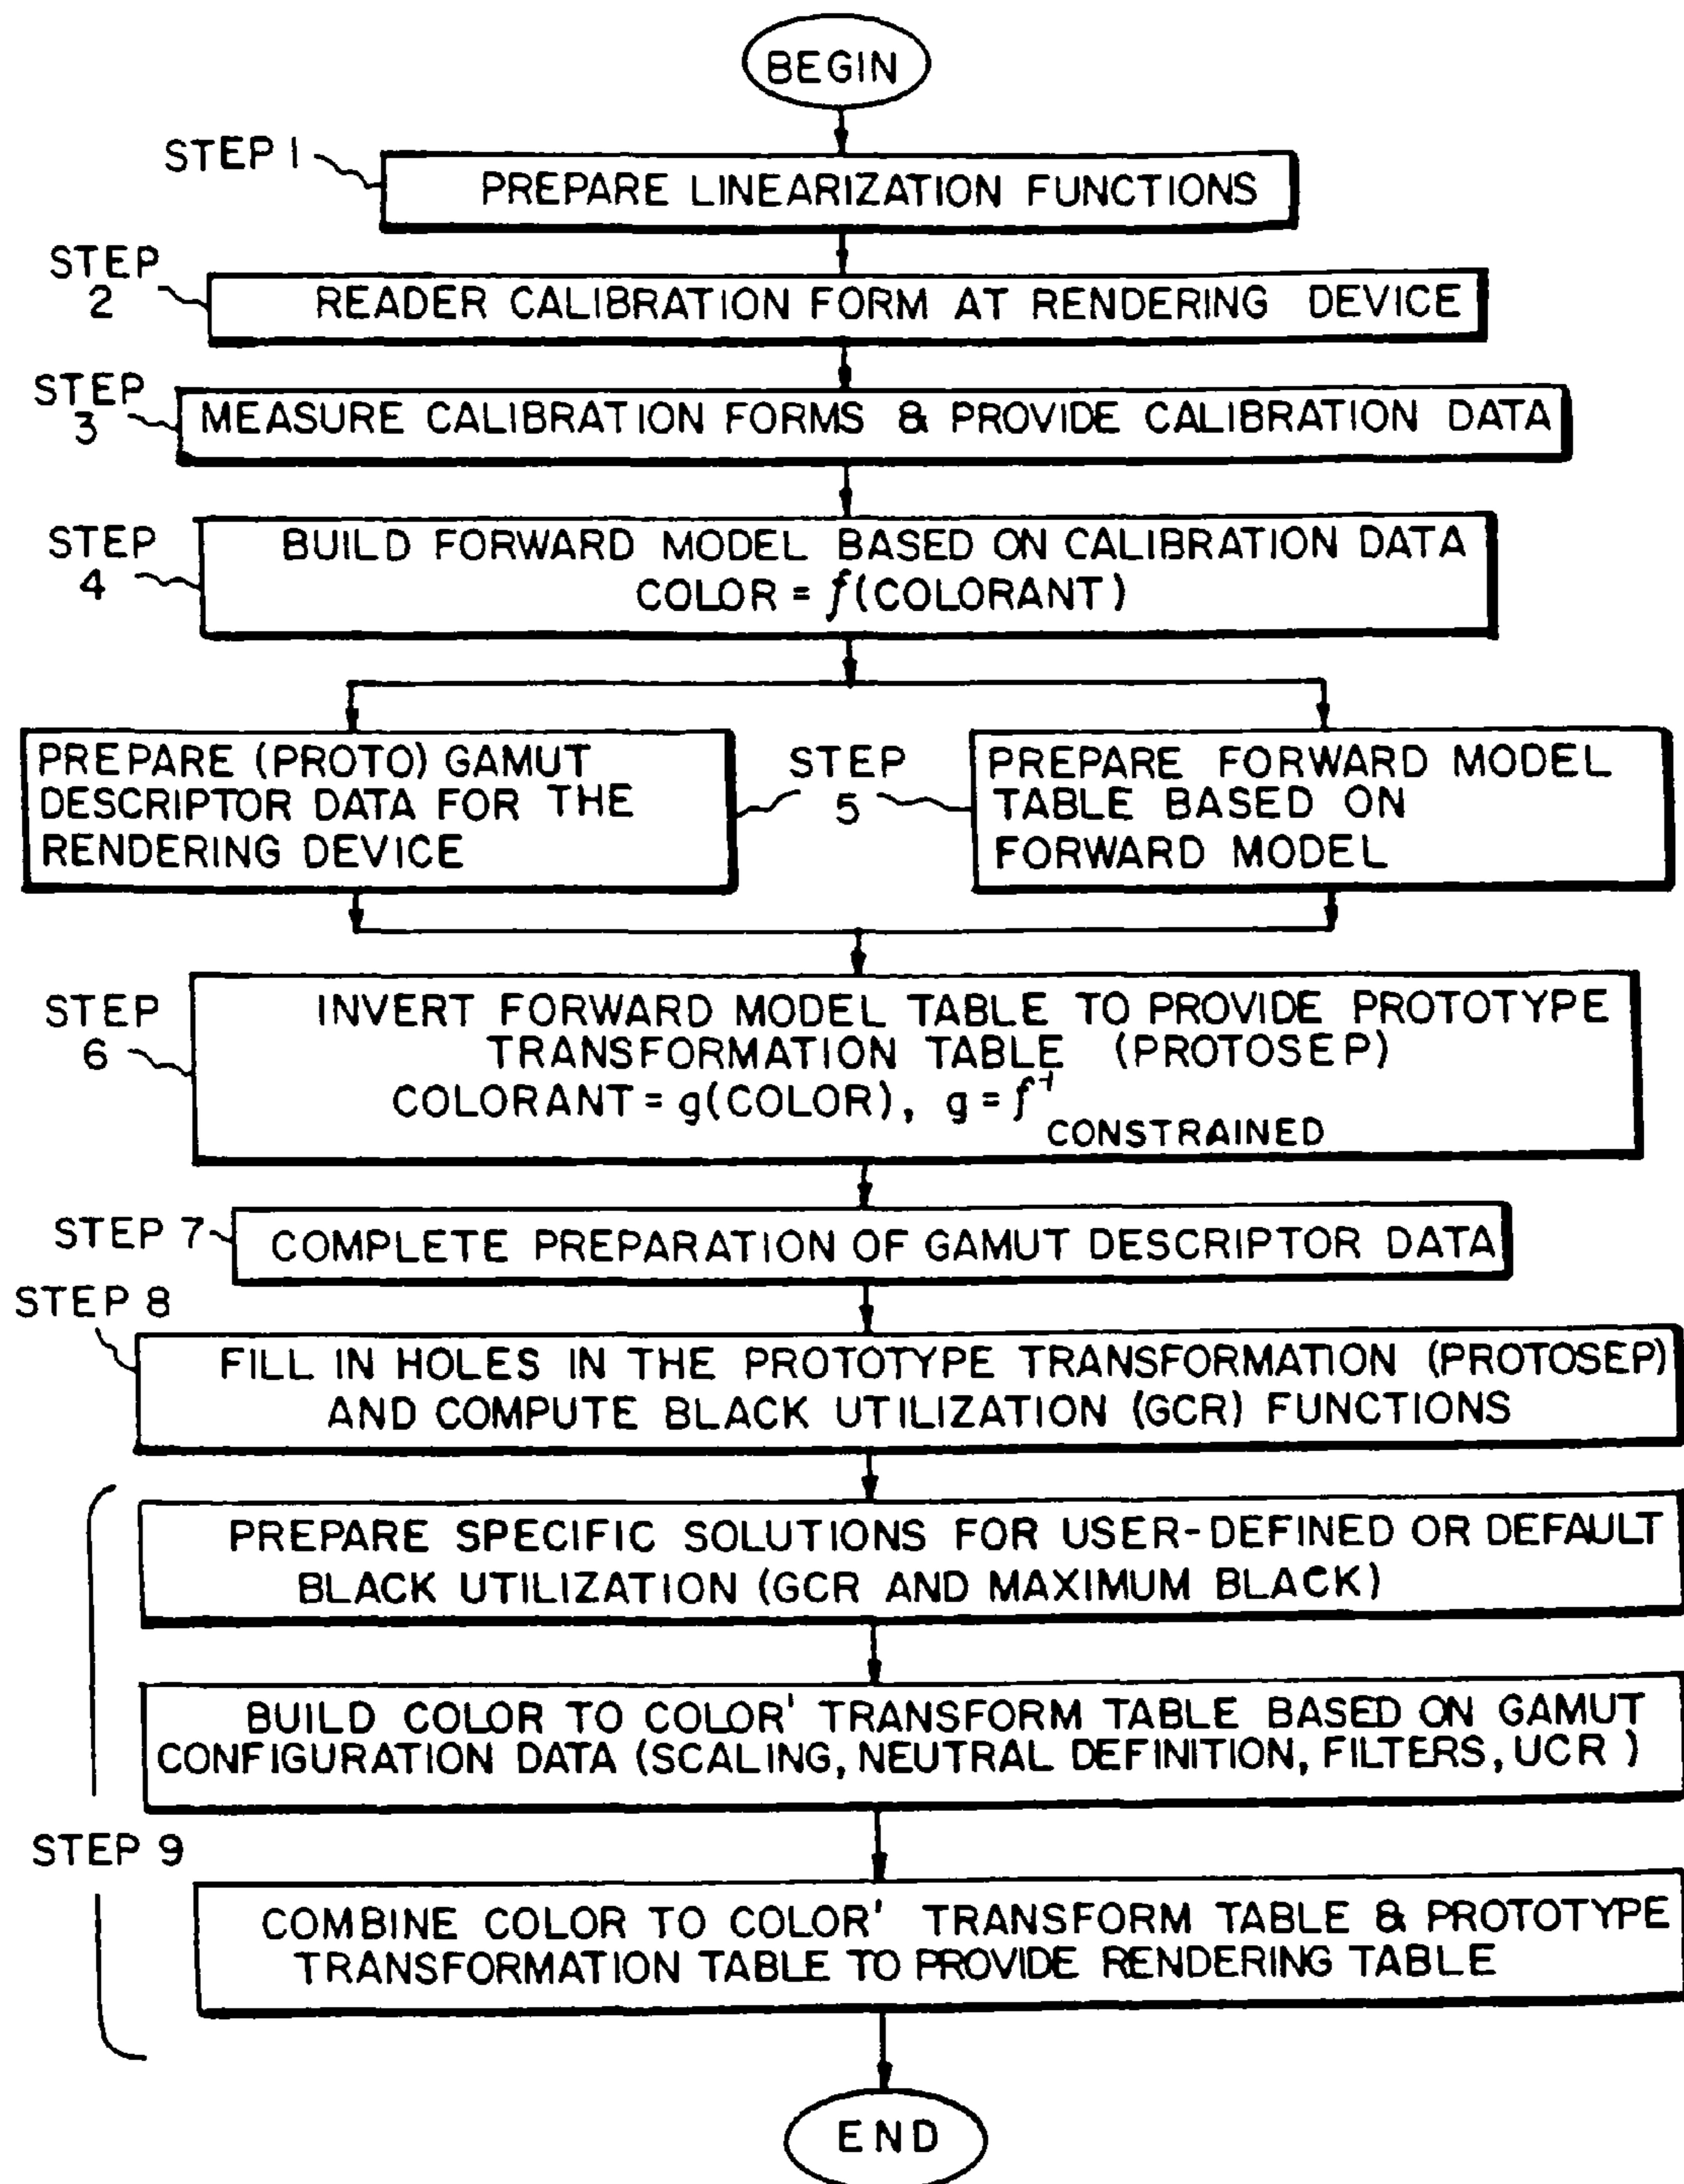 BEGIN
STEP 1
PREPARE LINEARIZATION FUNCTIONS
STEP
2
READER CALIBRATION FORM AT RENDERING DEVICE
STEP
3
MEASURE CALIBRATION FORMS & PROVIDE CALIBRATION DATA
STEP
4
BUILD FORWARD MODEL BASED ON CALIBRATION DATA
COLOR = f(COLORANT)
PREPARE (PROTO) GAMUT
DESCRIPTOR DATA FOR THE
RENDERING DEVICE
STEP
5
PREPARE FORWARD MODEL
TABLE BASED ON
FORWARD MODEL
STEP
6
INVERT FORWARD MODEL TABLE TO PROVIDE PROTOTYPE
TRANSFORMATION TABLE (PROTOSEP)
COLORANT = g(COLOR), g = f⁻¹
CONSTRAINED
STEP 7
COMPLETE PREPARATION OF GAMUT DESCRIPTOR DATA
STEP 8
FILL IN HOLES IN THE PROTOTYPE TRANSFORMATION (PROTOSEP)
AND COMPUTE BLACK UTILIZATION (GCR) FUNCTIONS
PREPARE SPECIFIC SOLUTIONS FOR USER-DEFINED OR DEFAULT
BLACK UTILIZATION (GCR AND MAXIMUM BLACK)
BUILD COLOR TO COLOR' TRANSFORM TABLE BASED ON GAMUT
CONFIGURATION DATA (SCALING, NEUTRAL DEFINITION, FILTERS, UCR )
STEP 9
COMBINE COLOR TO COLOR' TRANSFORM TABLE & PROTOTYPE
TRANSFORMATION TABLE TO PROVIDE RENDERING TABLE
END